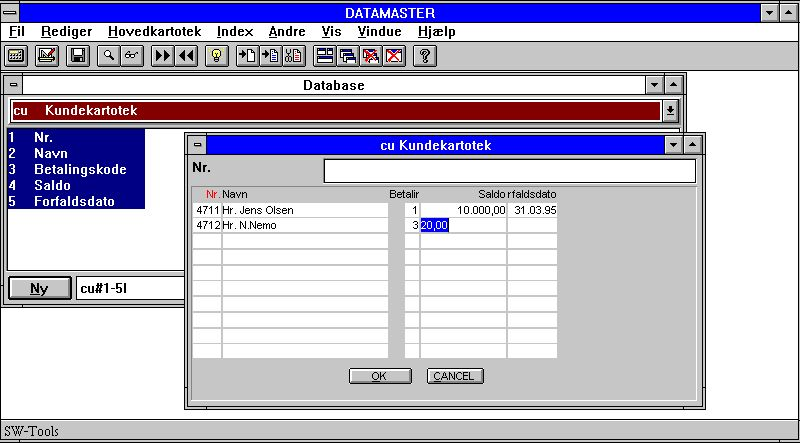 DATAMASTER
Fil Rediger Hovedkartotek Index Andre Vis Vindue Hjælp
Database
cu Kundekartotek
1 Nr.
2 Navn
3 Betalingskode
4 Saldo
5 Forfaldsdato
Ny cu#1-5l
cu Kundekartotek
Nr.
Nr. Navn Betalir Saldo rfaldsdato
4711 Hr. Jens Olsen 1 10.000,00 31.03.95
4712 Hr. N.Nemo 3 20,00
OK CANCEL
SW-Tools